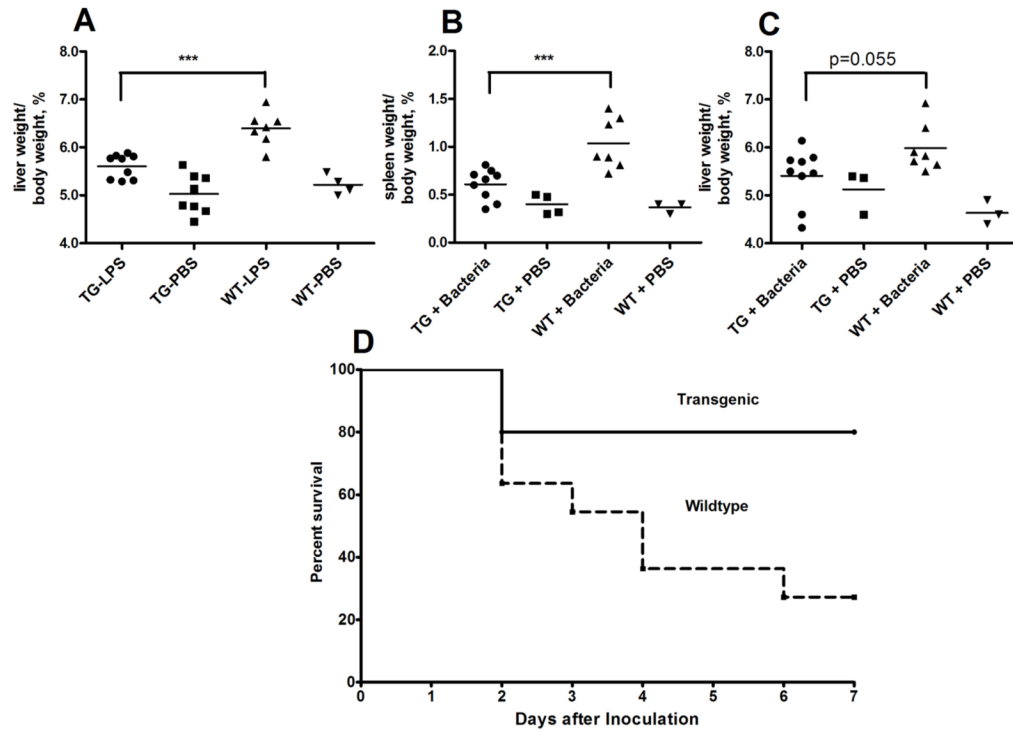 A
***
8.0
7.0
6.0
5.0
4.0
liver weight/
body weight, %
TG-LPS
TG-PBS
WT-LPS
WT-PBS
B
***
2.0
1.5
1.0
0.5
0.0
spleen weight/
body weight, %
TG + Bacteria
TG + PBS
WT + Bacteria
WT + PBS
C
p=0.055
8.0
7.0
6.0
5.0
4.0
liver weight/
body weight, %
TG + Bacteria
TG + PBS
WT + Bacteria
WT + PBS
D
100
80
60
40
20
0
Percent survival
Transgenic
Wildtype
0 1 2 3 4 5 6 7
Days after Inoculation